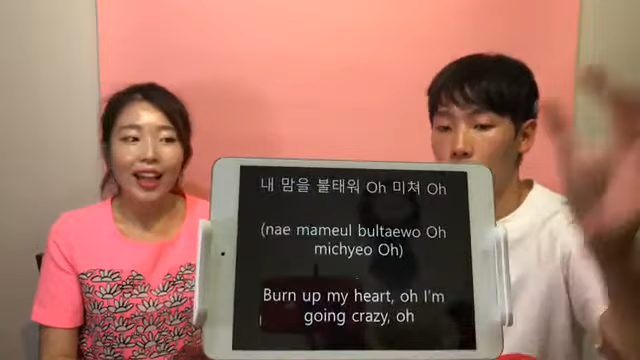 내 맘을 불태워 Oh 미쳐 Oh
(nae mameul bultaewo Oh
michyeo Oh)
Burn up my heart, oh I'm
going crazy, oh